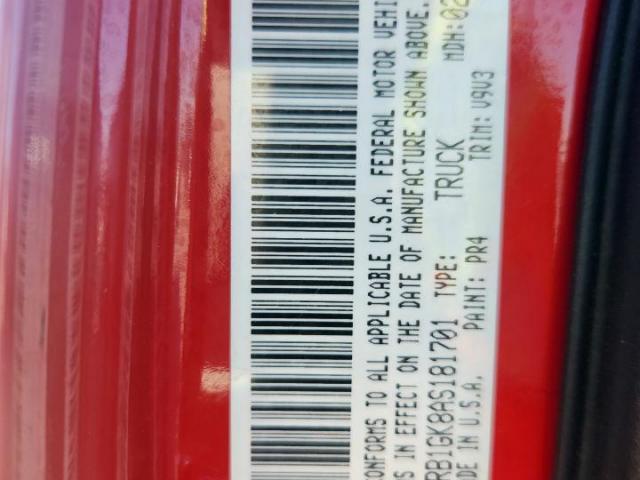 ONFORMS TO ALL APPLICABLE U.S.A. FEDERAL MOTOR VEHI
S IN EFFECT ON THE DATE OF MANUFACTURE SHOWN ABOVE.
RB1GK8AS181701 TYPE: TRUCK MDH:02
DE IN U.S.A. PAINT: PR4 TRIM: V9V3